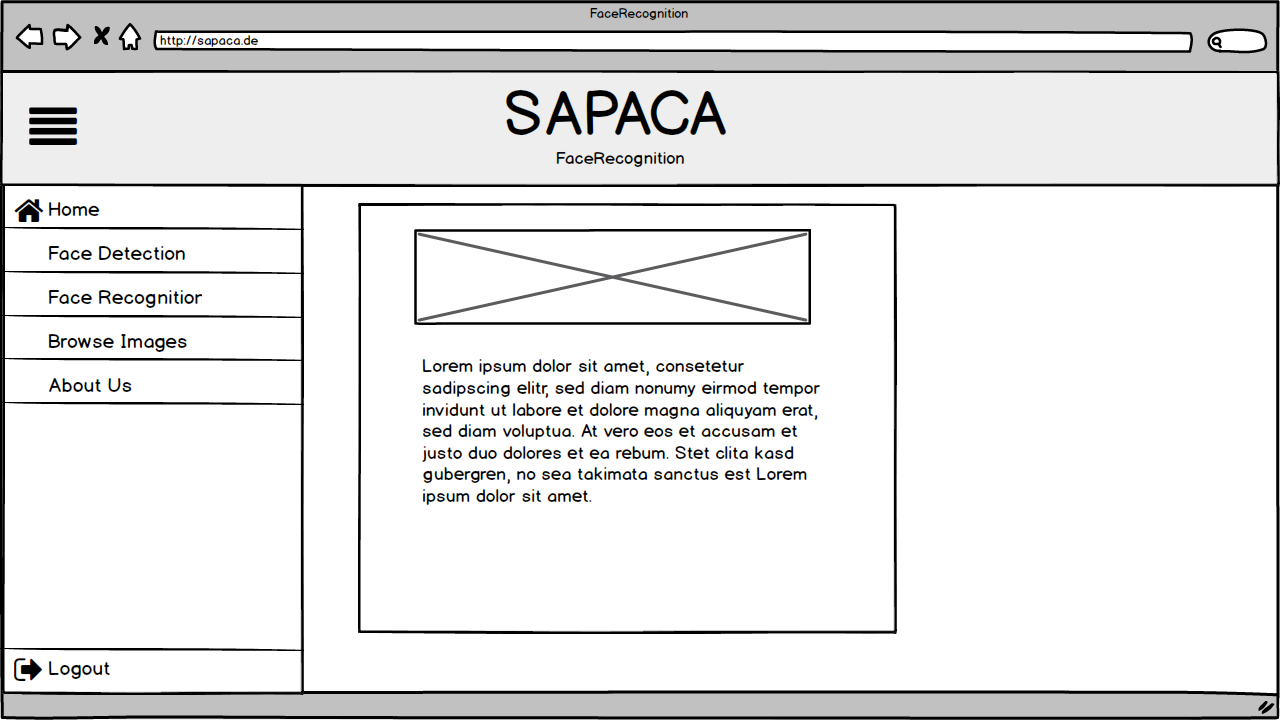 FaceRecognition
http://sapaca.de
SAPACA
FaceRecognition
Home
Face Detection
Face Recognition
Browse Images
About Us
Logout
Lorem ipsum dolor sit amet, consetetur
sadipscing elitr, sed diam nonumy eirmod tempor
invidunt ut labore et dolore magna aliquyam erat,
sed diam voluptua. At vero eos et accusam et
justo duo dolores et ea rebum. Stet clita kasd
gubergren, no sea takimata sanctus est Lorem
ipsum dolor sit amet.